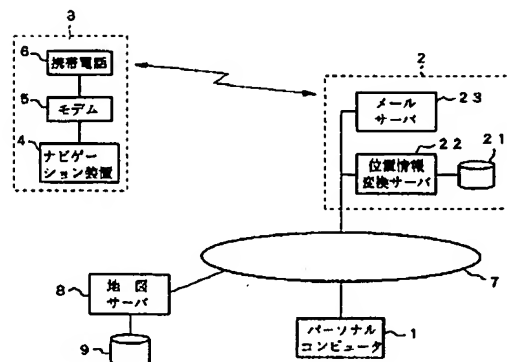 3
6
携帯電話
5
モデム
4
ナビゲー
ション装置
2
メール
サーバ
23
22
21
位置情報
変換サーバ
7
8
地図
サーバ
9
パーソナル
コンピュータ
1